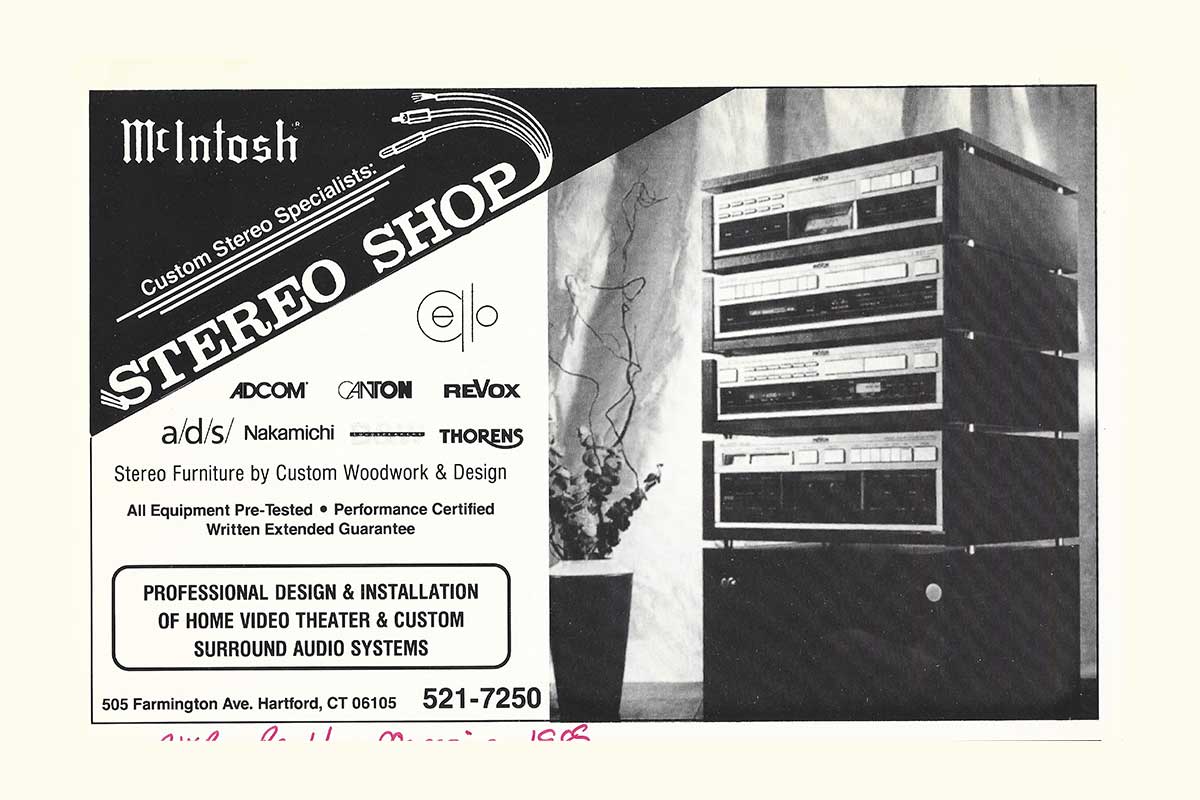 McIntosh
Custom Stereo Specialists:
STEREO SHOP
Cello
ADCOM CANTON REVOX
a/d/s/ Nakamichi THORENS
Stereo Furniture by Custom Woodwork & Design
All Equipment Pre-Tested • Performance Certified
Written Extended Guarantee
PROFESSIONAL DESIGN & INSTALLATION
OF HOME VIDEO THEATER & CUSTOM
SURROUND AUDIO SYSTEMS
505 Farmington Ave. Hartford, CT 06105 521-7250